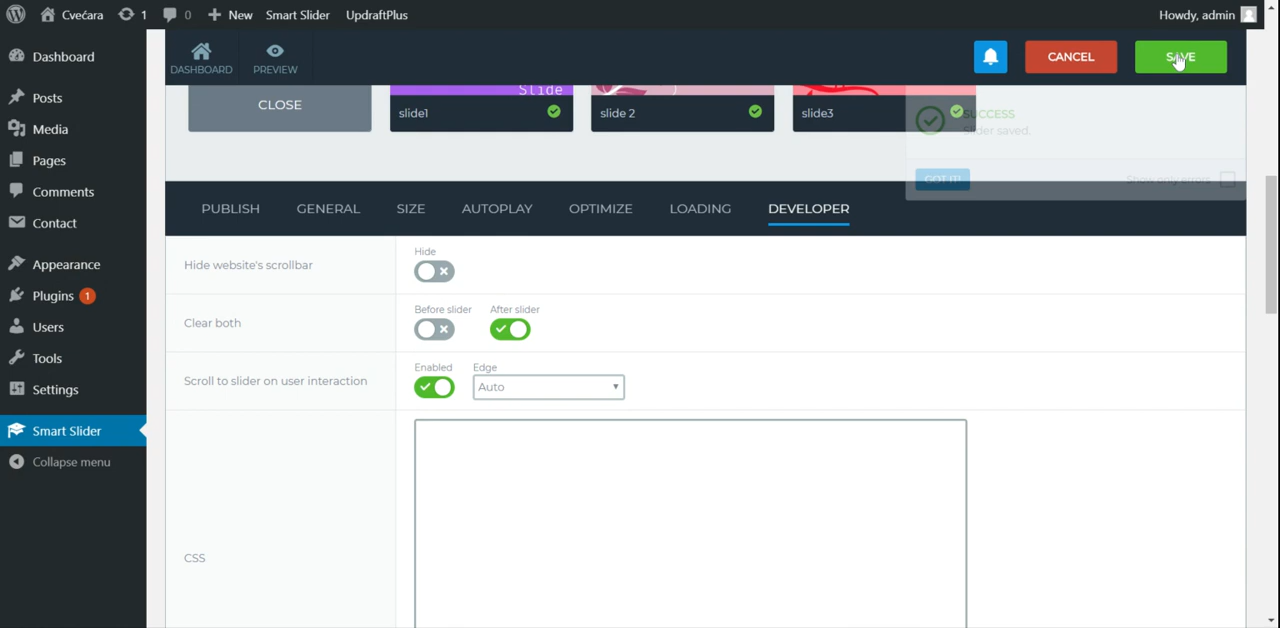 Cvećara 1 0 New Smart Slider UpdraftPlus Howdy, admin
Dashboard
Posts
Media
Pages
Comments
Contact
Appearance
Plugins 1
Users
Tools
Settings
Smart Slider
Collapse menu
DASHBOARD PREVIEW CANCEL SAVE
Slide
CLOSE slide1 slide 2 slide3
SUCCESS
Slider saved.
GOT IT! Show only errors
PUBLISH GENERAL SIZE AUTOPLAY OPTIMIZE LOADING DEVELOPER
Hide
Hide website's scrollbar
Before slider After slider
Clear both
Enabled Edge
Scroll to slider on user interaction Auto
CSS